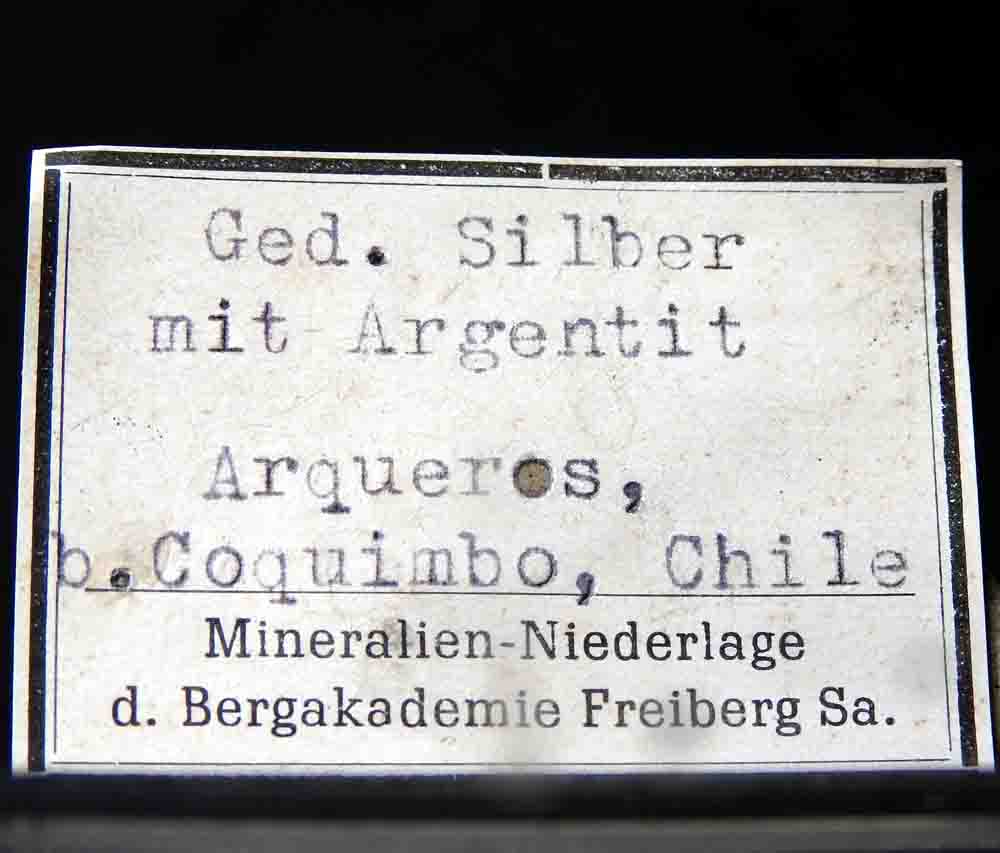 Ged. Silber
mit Argentit
Arqueros,
b.Coquimbo, Chile
Mineralien-Niederlage
d. Bergakademie Freiberg Sa.